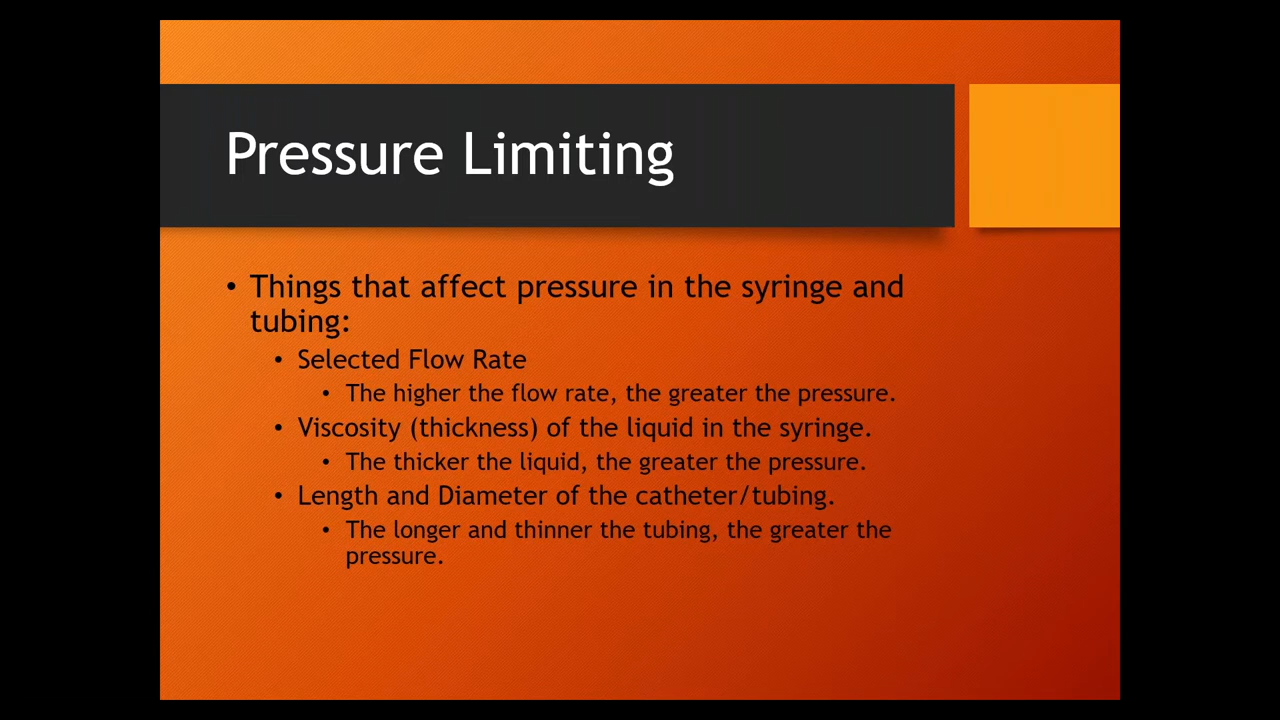 Pressure Limiting
• Things that affect pressure in the syringe and
tubing:
• Selected Flow Rate
• The higher the flow rate, the greater the pressure.
• Viscosity (thickness) of the liquid in the syringe.
• The thicker the liquid, the greater the pressure.
• Length and Diameter of the catheter/tubing.
• The longer and thinner the tubing, the greater the
pressure.